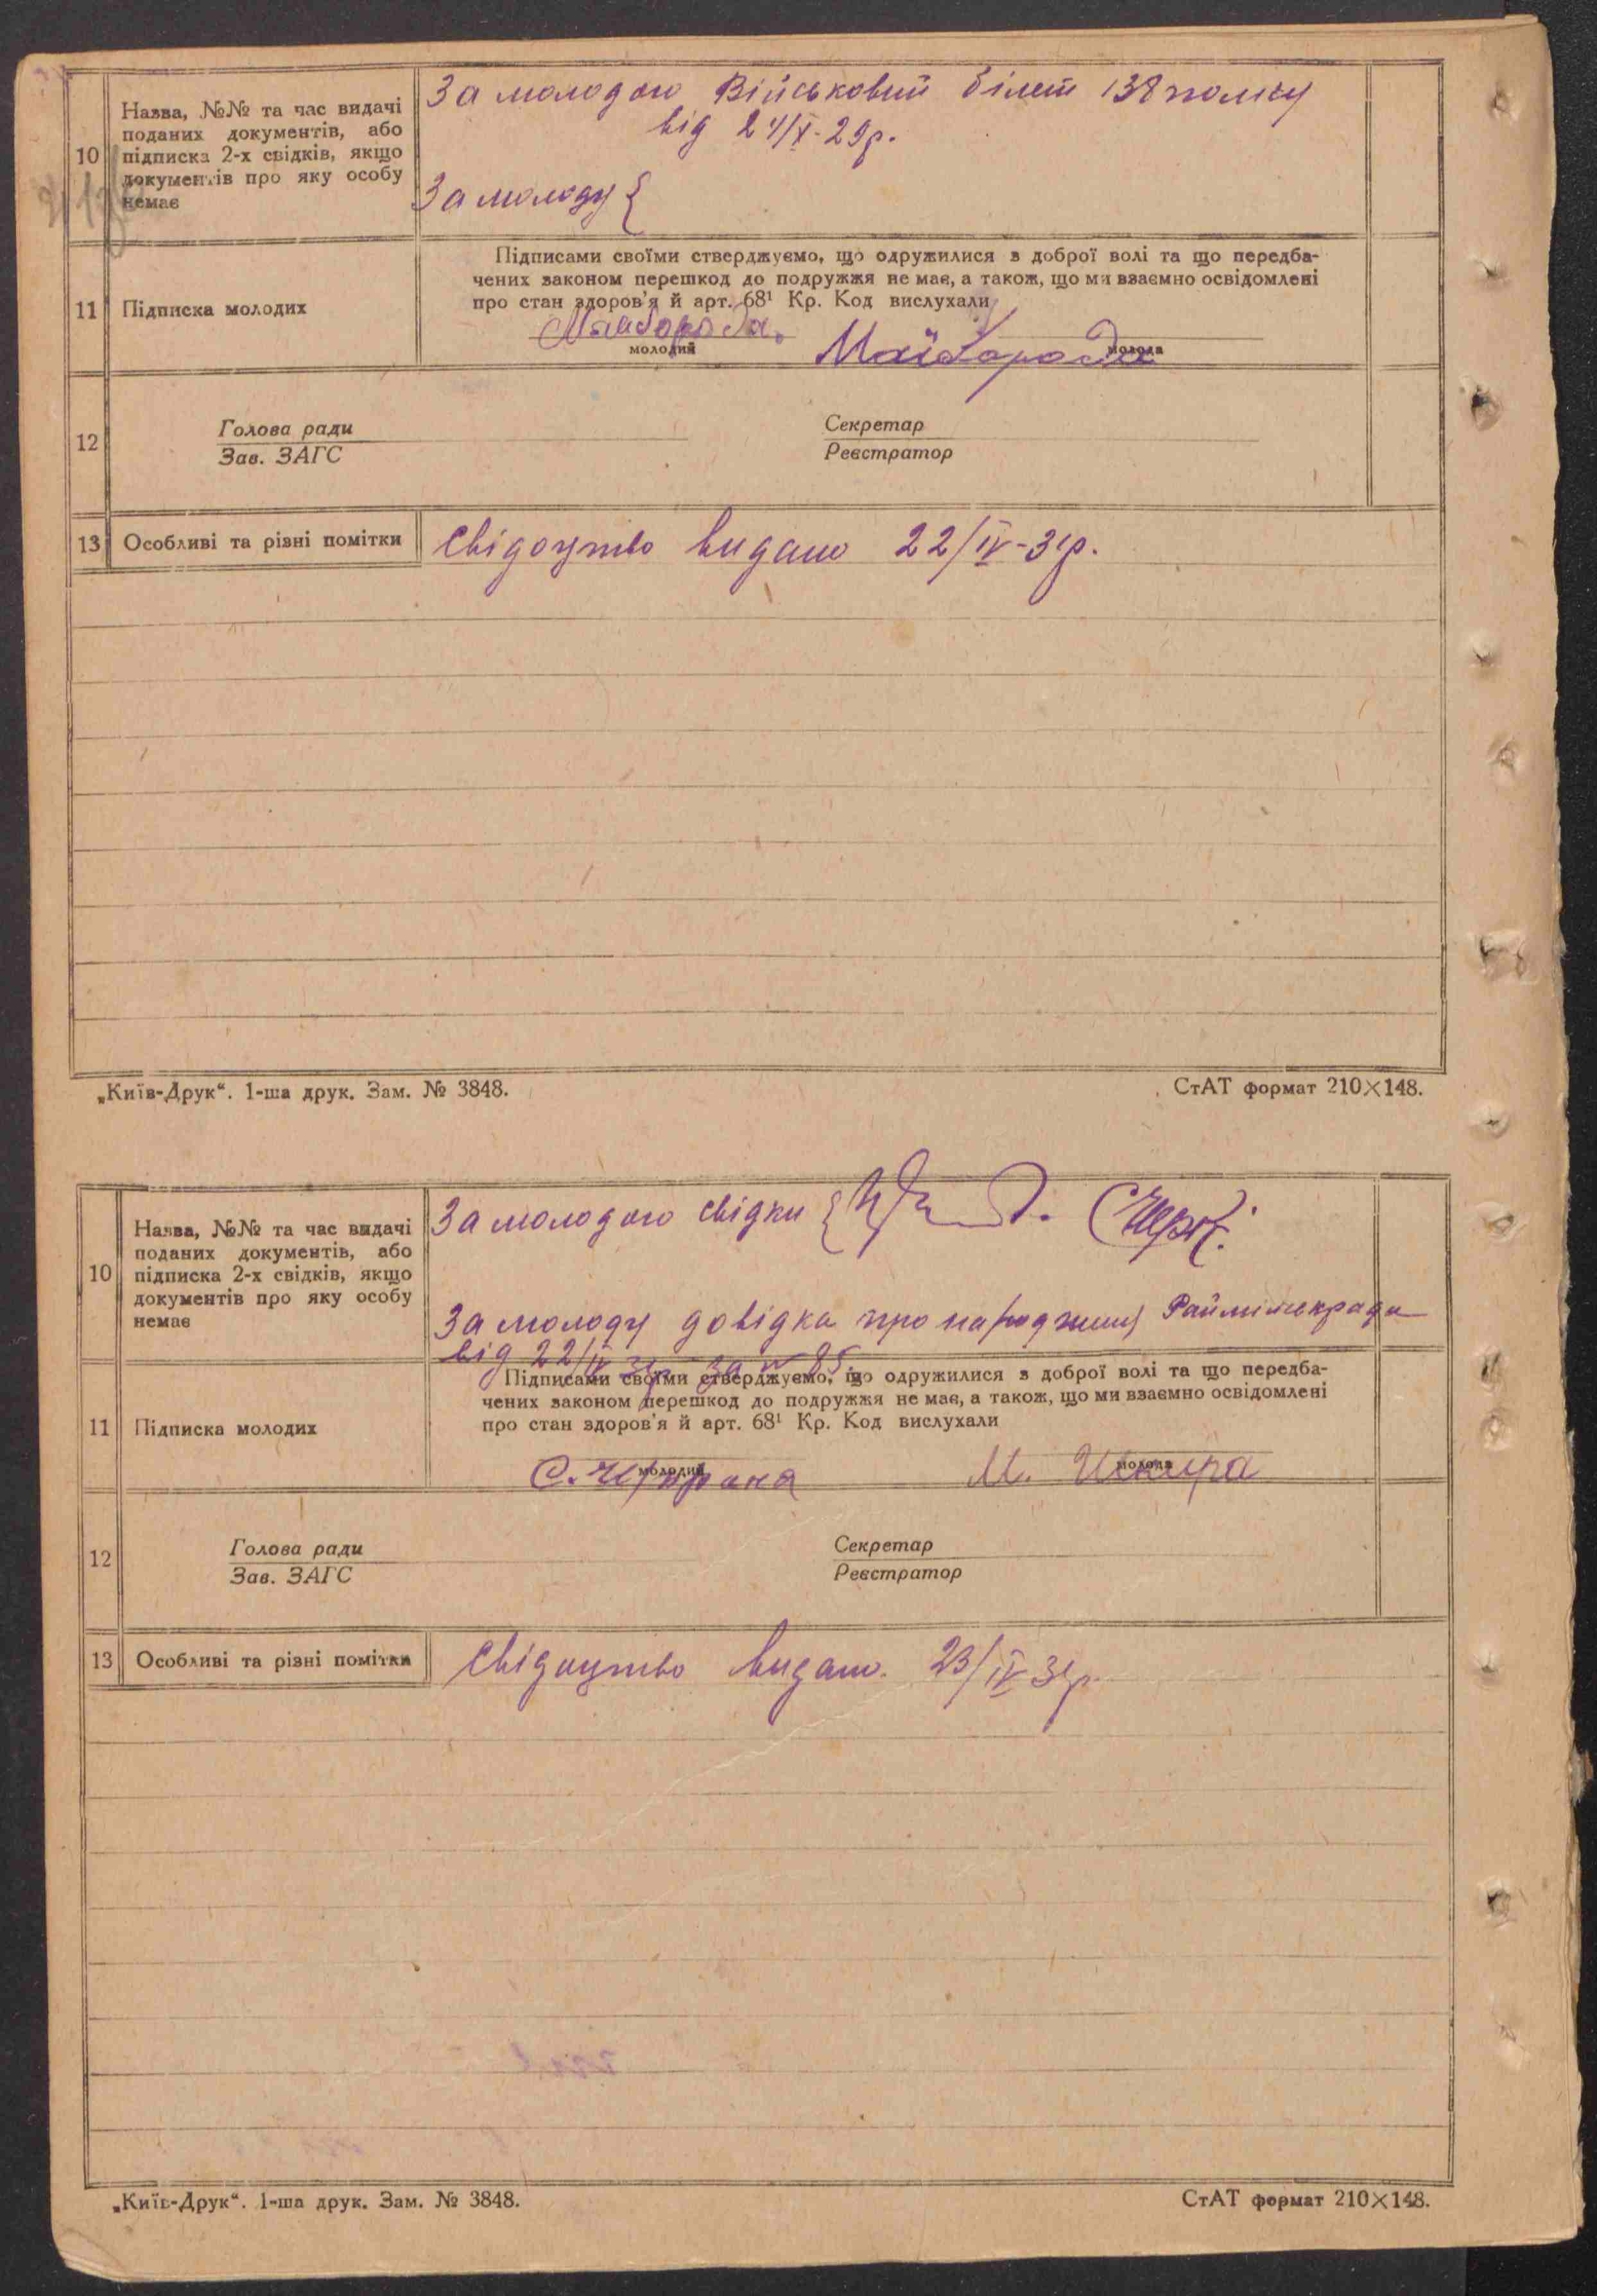 10
Назва, №№ та час видачі
поданих документів, або
підписка 2-х свідків, якщо
документів про яку особу
немає
За молодого Військовий білет 138 полку
від 24/X-29р.
За молоду {
11
Підписка молодих
Підписами своїми стверджуємо, що одружилися з доброї волі та що передба-
чених законом перешкод до подружжя не має, а також, що ми взаємно освідомлені
про стан здоров'я й арт. 68¹ Кр. Код вислухали
Майборода
молодий
Майборода
молода
12
Голова ради
Зав. ЗАГС
Секретар
Реєстратор
13
Особливі та різні помітки
Свідоцтво видано 22/IV-31р.
„Київ-Друк“. 1-ша друк. Зам. № 3848.
СтАТ формат 210×148.
10
Назва, №№ та час видачі
поданих документів, або
підписка 2-х свідків, якщо
документів про яку особу
немає
За молодого свідки {
За молоду довідка про народження
від 22/IV 31р за № 85
11
Підписка молодих
Підписами своїми стверджуємо, що одружилися з доброї волі та що передба-
чених законом перешкод до подружжя не має, а також, що ми взаємно освідомлені
про стан здоров'я й арт. 68¹ Кр. Код вислухали
С.
молодий
М.
молода
12
Голова ради
Зав. ЗАГС
Секретар
Реєстратор
13
Особливі та різні помітки
Свідоцтво видано. 23/IV-31р.
„Київ-Друк“. 1-ша друк. Зам. № 3848.
СтАТ формат 210×148.